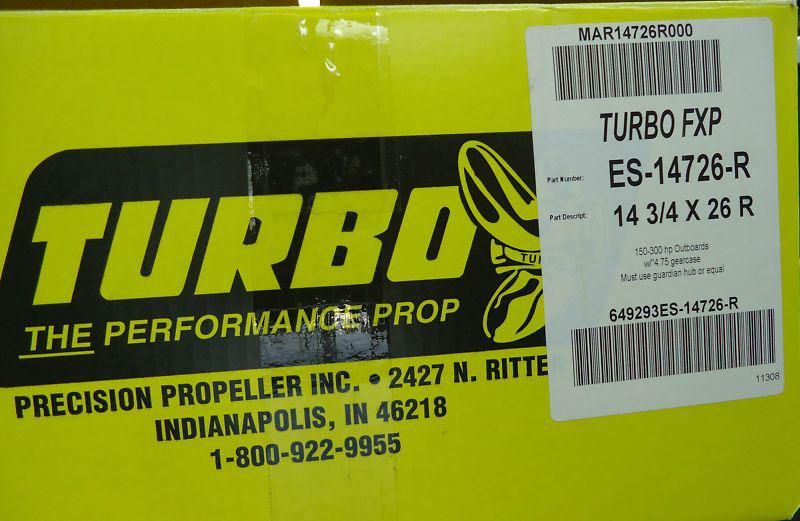 MAR14726R000
TURBO FXP
Part Number: ES-14726-R
Part Descript: 14 3/4 X 26 R
150-300 hp Outboards
w/"4.75 gearcase
Must use guardian hub or equal
649293ES-14726-R
11308
TURBO
THE PERFORMANCE PROP
PRECISION PROPELLER INC. • 2427 N.
INDIANAPOLIS, IN 46218
1-800-922-9955